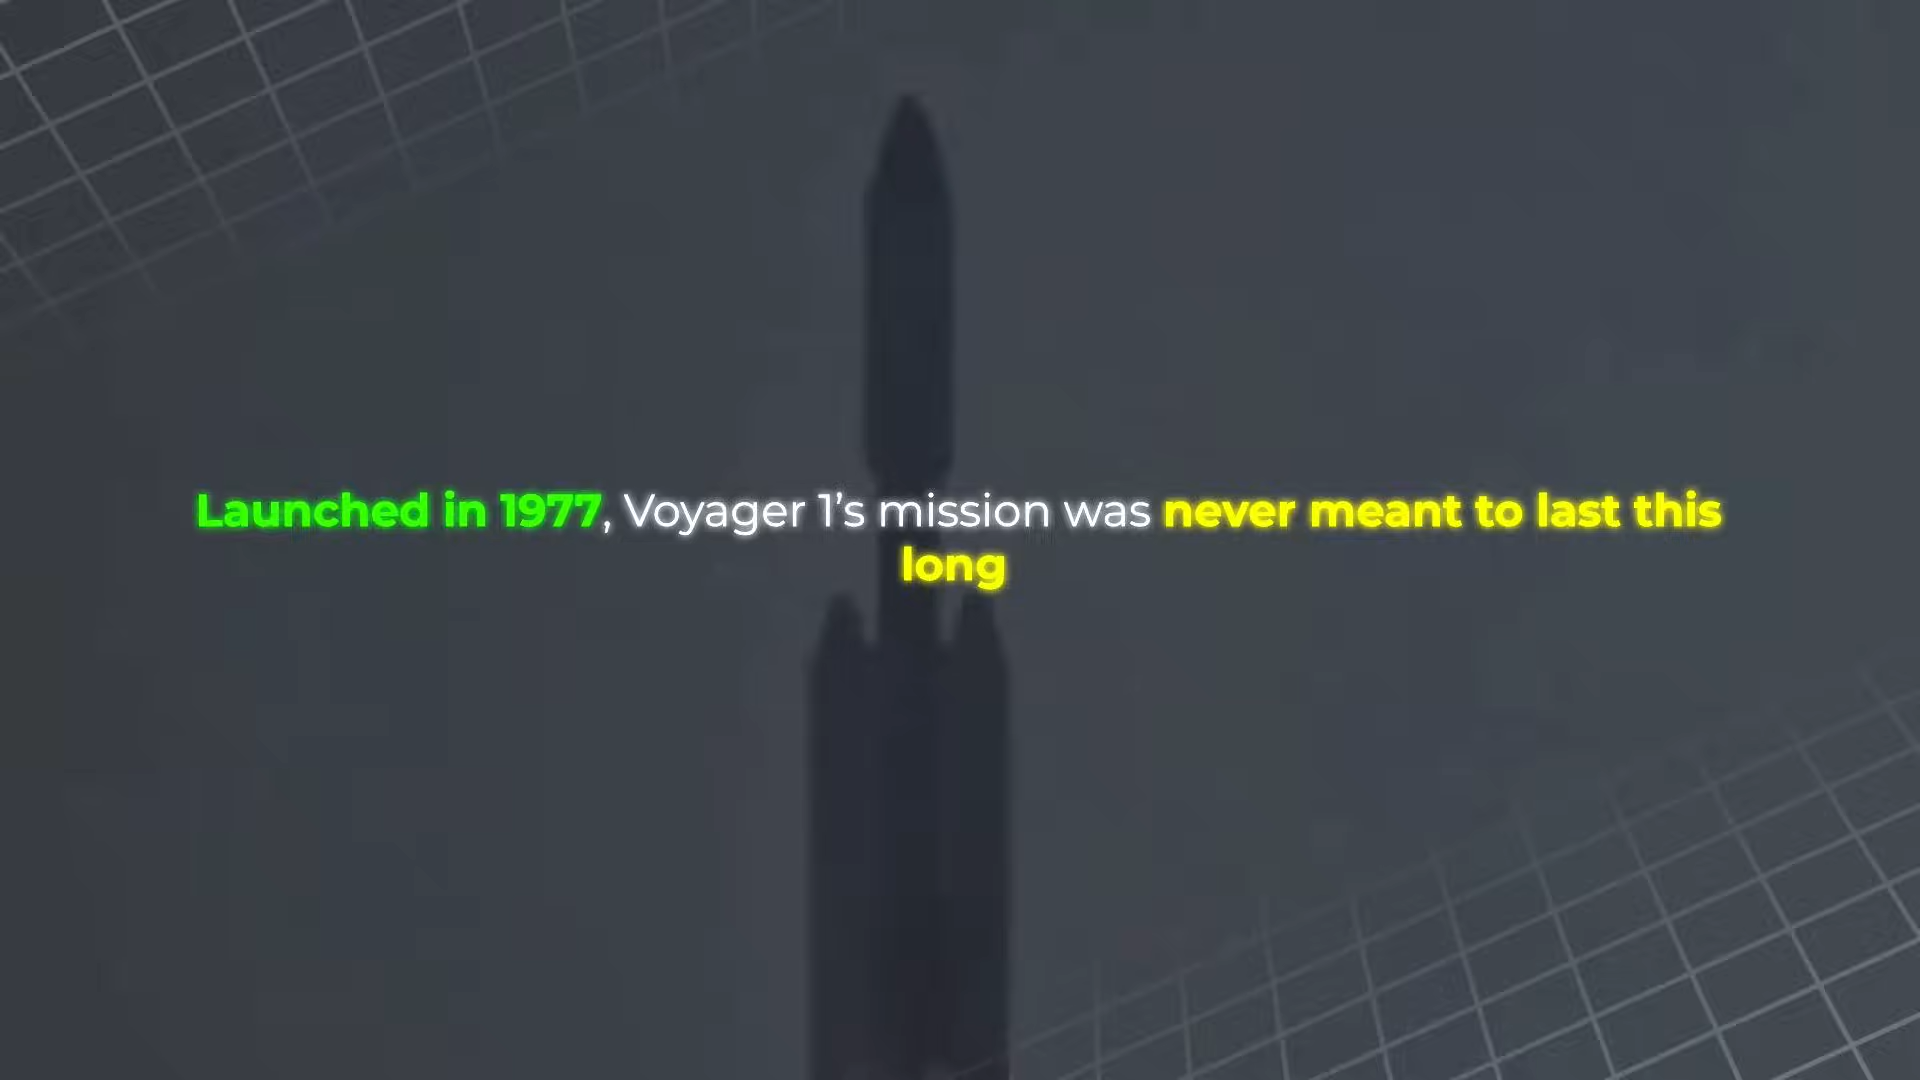 Launched in 1977, Voyager 1’s mission was never meant to last this
long